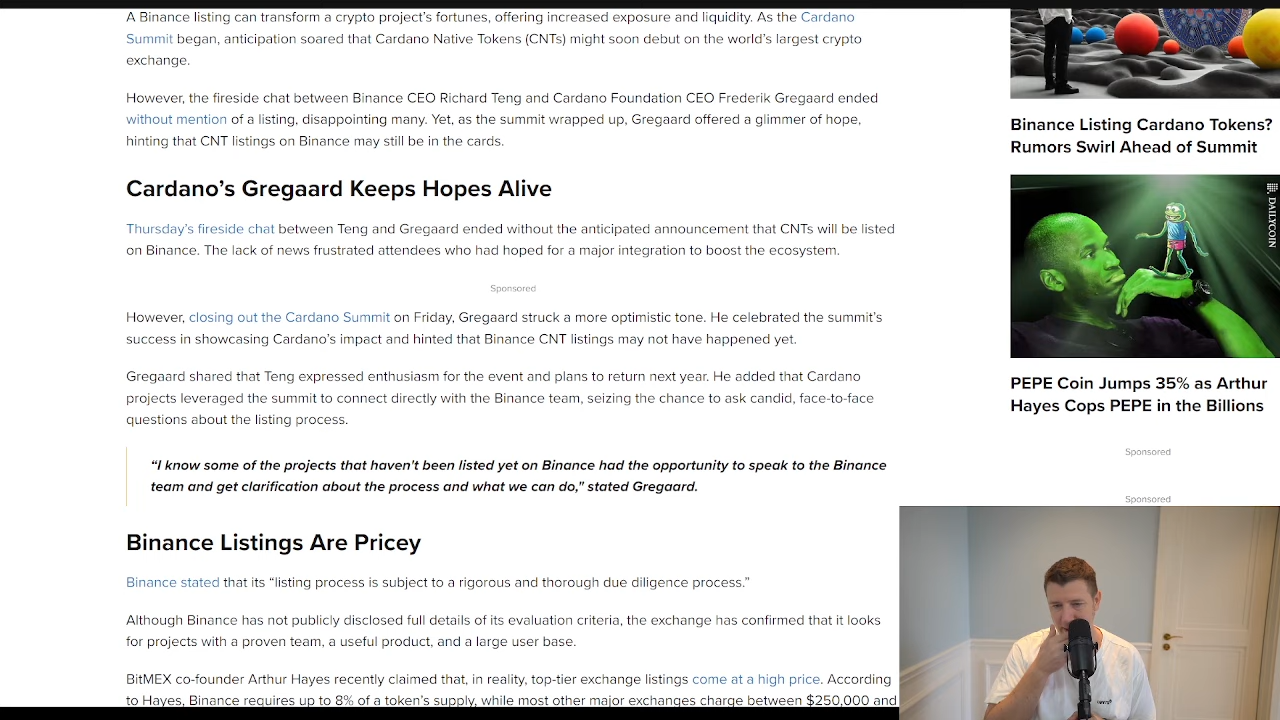 A Binance listing can transform a crypto project's fortunes, offering increased exposure and liquidity. As the Cardano
Summit began, anticipation soared that Cardano Native Tokens (CNTs) might soon debut on the world's largest crypto
exchange.
However, the fireside chat between Binance CEO Richard Teng and Cardano Foundation CEO Frederik Gregaard ended
without mention of a listing, disappointing many. Yet, as the summit wrapped up, Gregaard offered a glimmer of hope,
hinting that CNT listings on Binance may still be in the cards.
Cardano's Gregaard Keeps Hopes Alive
Thursday's fireside chat between Teng and Gregaard ended without the anticipated announcement that CNTs will be listed
on Binance. The lack of news frustrated attendees who had hoped for a major integration to boost the ecosystem.
Sponsored
However, closing out the Cardano Summit on Friday, Gregaard struck a more optimistic tone. He celebrated the summit's
success in showcasing Cardano's impact and hinted that Binance CNT listings may not have happened yet.
Gregaard shared that Teng expressed enthusiasm for the event and plans to return next year. He added that Cardano
projects leveraged the summit to connect directly with the Binance team, seizing the chance to ask candid, face-to-face
questions about the listing process.
“I know some of the projects that haven't been listed yet on Binance had the opportunity to speak to the Binance
team and get clarification about the process and what we can do," stated Gregaard.
Binance Listings Are Pricey
Binance stated that its “listing process is subject to a rigorous and thorough due diligence process.”
Although Binance has not publicly disclosed full details of its evaluation criteria, the exchange has confirmed that it looks
for projects with a proven team, a useful product, and a large user base.
BitMEX co-founder Arthur Hayes recently claimed that, in reality, top-tier exchange listings come at a high price. According
to Hayes, Binance requires up to 8% of a token's supply, while most other major exchanges charge between $250,000 and
Binance Listing Cardano Tokens?
Rumors Swirl Ahead of Summit
DAILYCOIN
PEPE Coin Jumps 35% as Arthur
Hayes Cops PEPE in the Billions
Sponsored
Sponsored